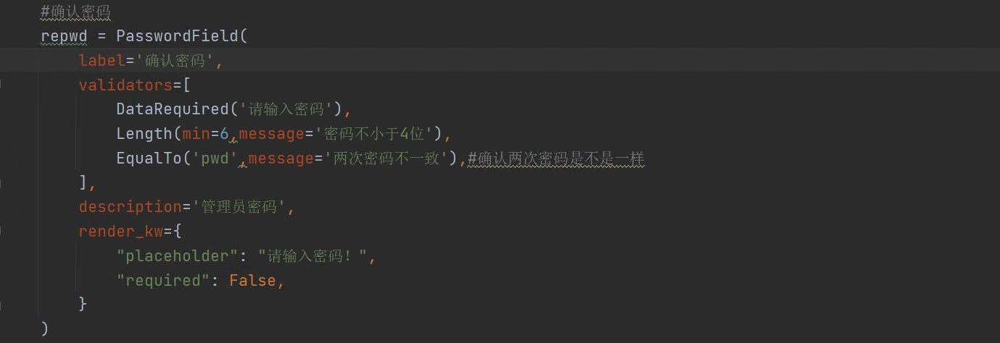 #确认密码
repwd = PasswordField(
    label='确认密码',
    validators=[
        DataRequired('请输入密码'),
        Length(min=6,message='密码不小于4位'),
        EqualTo('pwd',message='两次密码不一致'),#确认两次密码是不是一样
    ],
    description='管理员密码',
    render_kw={
        "placeholder": "请输入密码！",
        "required": False,
    }
)